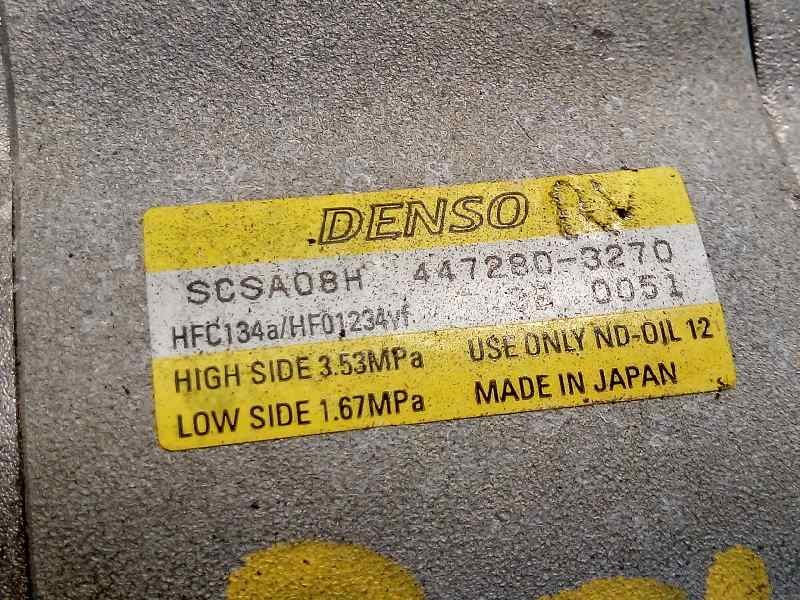 DENSO
SCSA08H 447280-3270
0051
HFC134a/HFO1234yf
HIGH SIDE 3.53MPa USE ONLY ND-OIL 12
LOW SIDE 1.67MPa MADE IN JAPAN